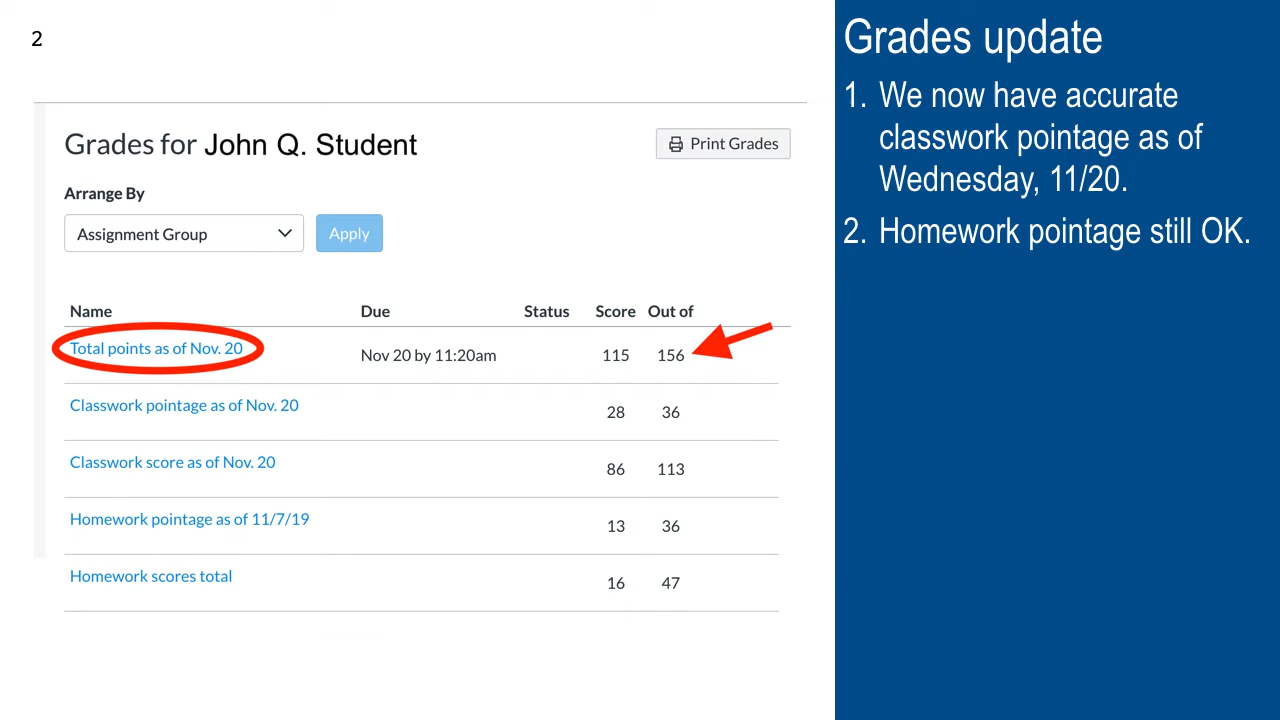 2
Grades for John Q. Student
Print Grades
Arrange By
Assignment Group
Apply
Name Due Status Score Out of
Total points as of Nov. 20 Nov 20 by 11:20am 115 156
Classwork pointage as of Nov. 20 28 36
Classwork score as of Nov. 20 86 113
Homework pointage as of 11/7/19 13 36
Homework scores total 16 47
Grades update
1. We now have accurate
classwork pointage as of
Wednesday, 11/20.
2. Homework pointage still OK.